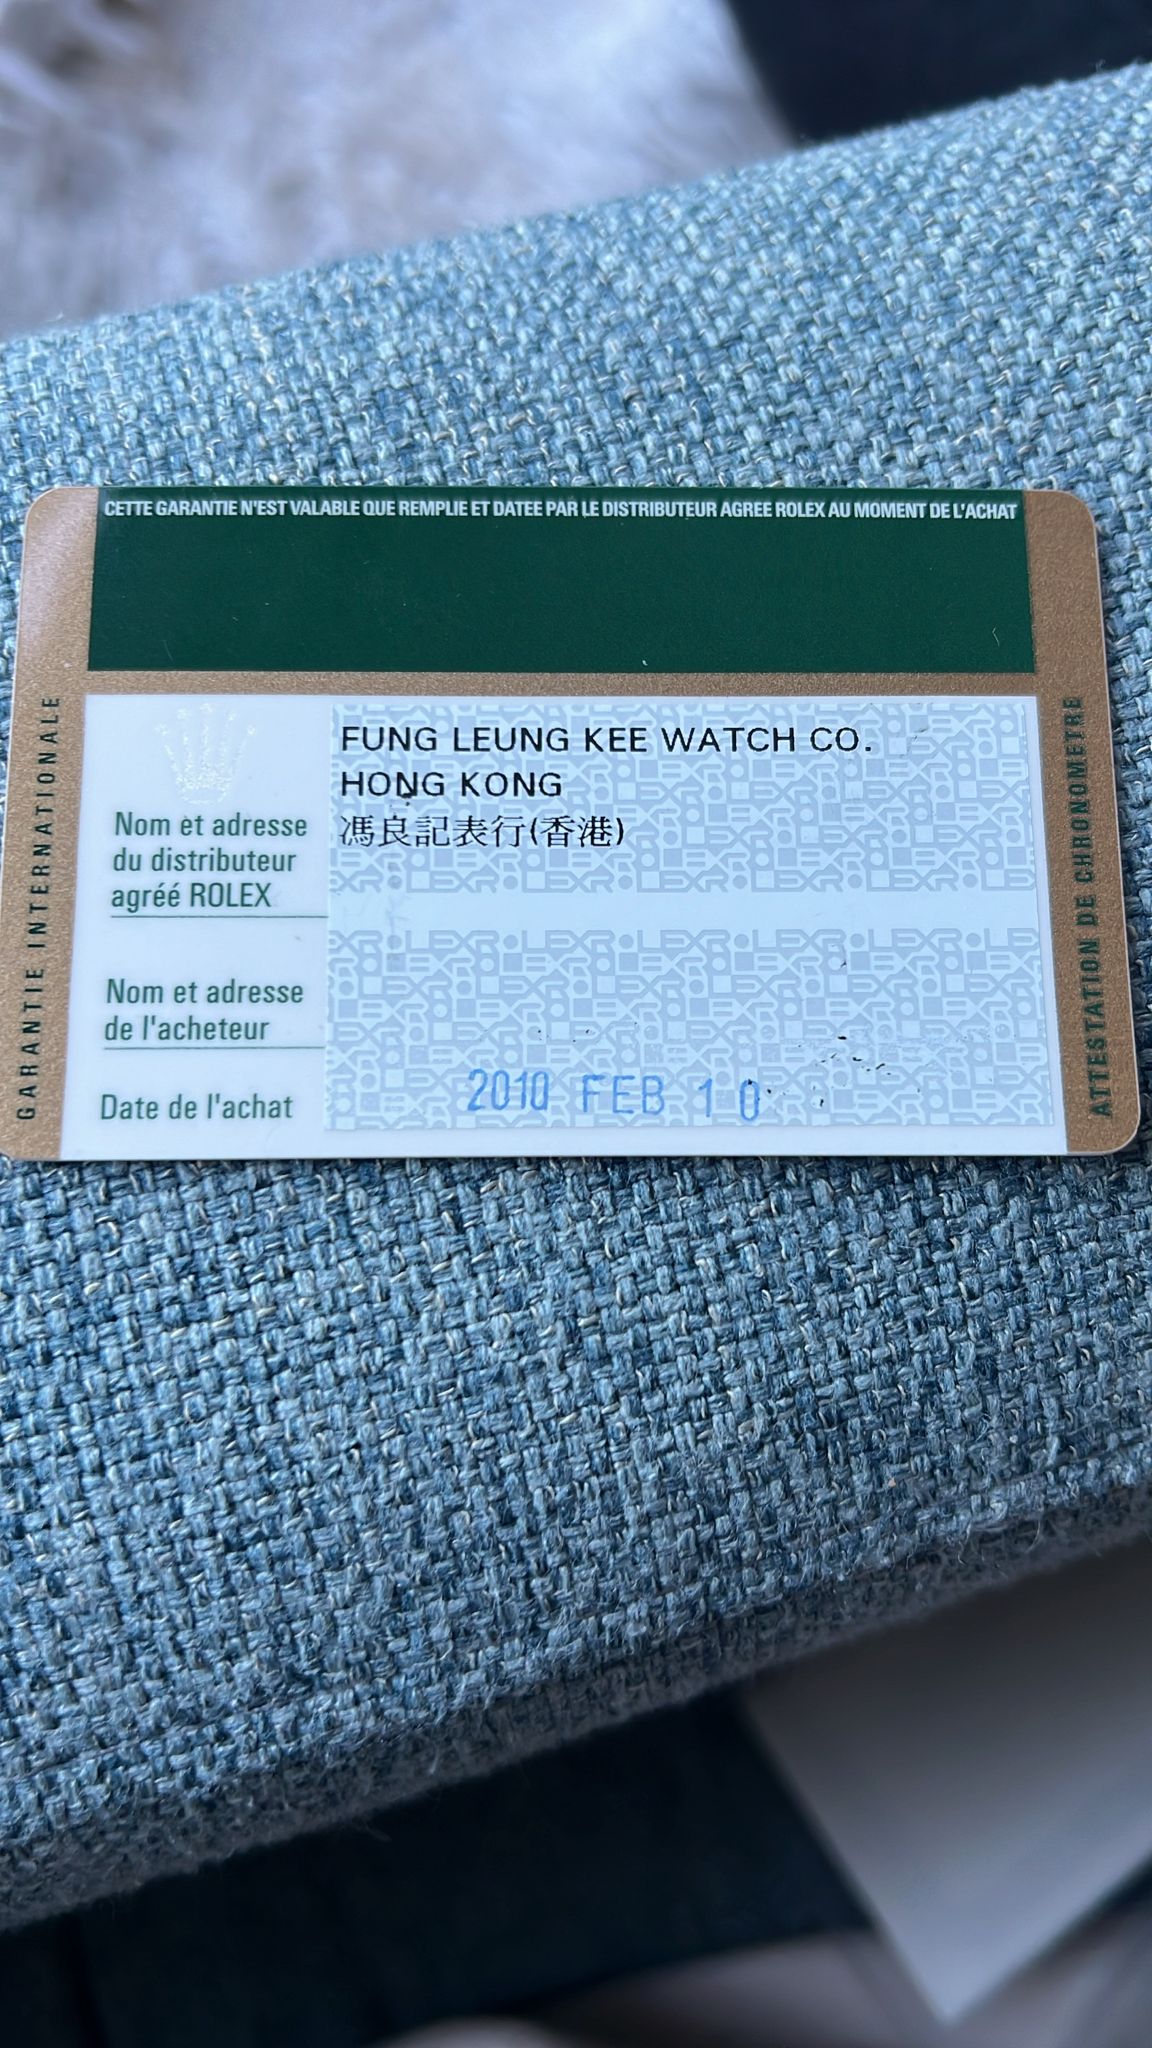 CETTE GARANTIE N'EST VALABLE QUE REMPLIE ET DATEE PAR LE DISTRIBUTEUR AGREE ROLEX AU MOMENT DE L'ACHAT
GARANTIE INTERNATIONALE
Nom et adresse
du distributeur
agréé ROLEX
FUNG LEUNG KEE WATCH CO.
HONG KONG
馮良記表行(香港)
Nom et adresse
de l'acheteur
Date de l'achat
2010 FEB 10
ATTESTATION DE CHRONOMETRE